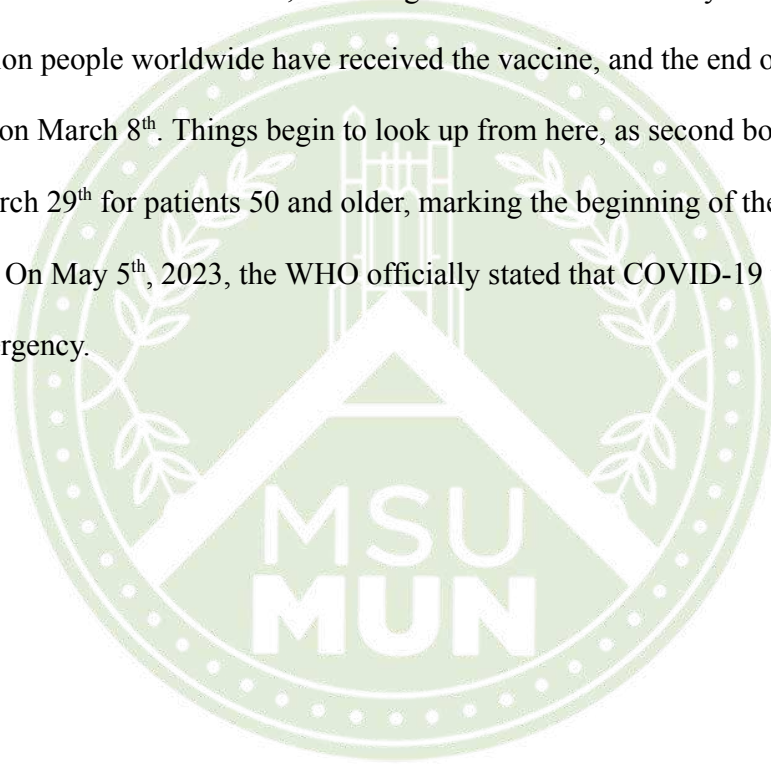 on people worldwide have received the vaccine, and the end o
on March 8th. Things begin to look up from here, as second bo
rch 29th for patients 50 and older, marking the beginning of the
On May 5th, 2023, the WHO officially stated that COVID-19
rgency.
MSU
MUN